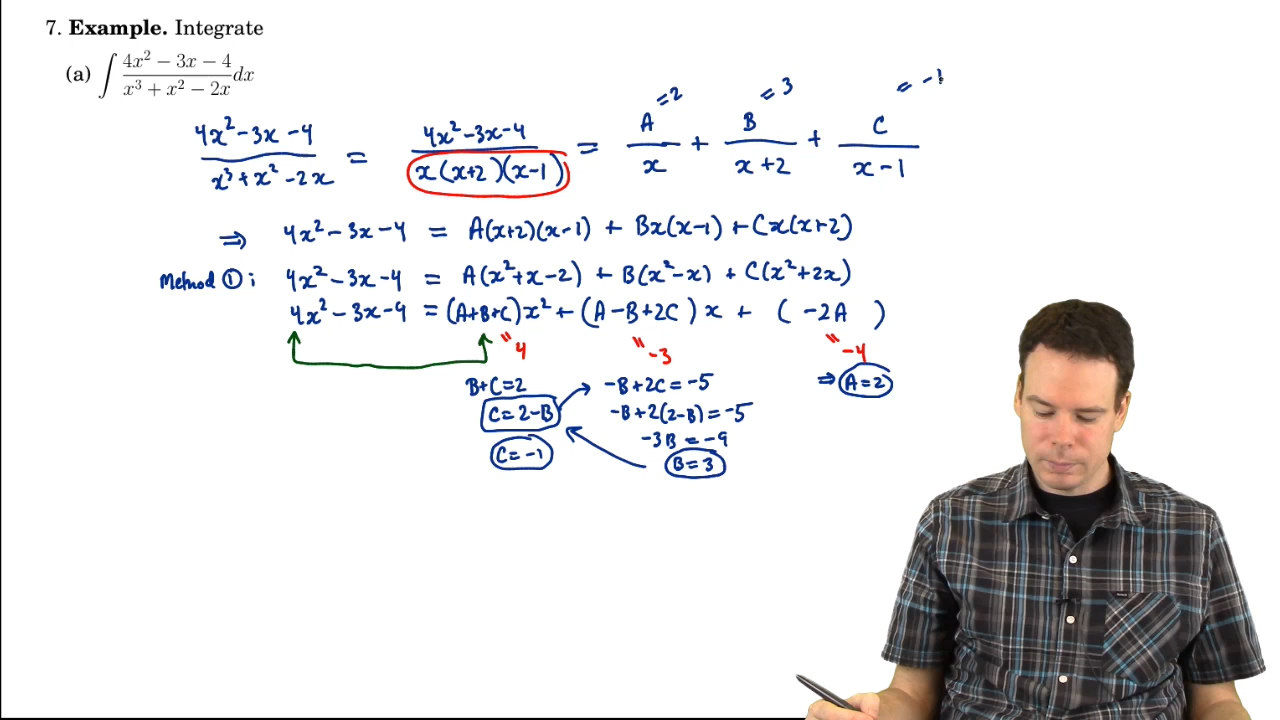 7. Example. Integrate
(a) ∫ (4x² − 3x − 4)/(x³ + x² − 2x) dx
= 2 = 3 = -1
(4x² - 3x - 4)/(x³ + x² - 2x) = (4x² - 3x - 4)/(x(x+2)(x-1)) = A/x + B/(x+2) + C/(x-1)
⇒ 4x² - 3x - 4 = A(x+2)(x-1) + Bx(x-1) + Cx(x+2)
Method ①: 4x² - 3x - 4 = A(x² + x - 2) + B(x² - x) + C(x² + 2x)
4x² - 3x - 4 = (A+B+C)x² + (A - B + 2C)x + (-2A)
= 4 = -3 = -4
B+C=2 -B+2C = -5 ⇒ A=2
C=2-B -B+2(2-B) = -5
-3B = -9
C=-1 B=3